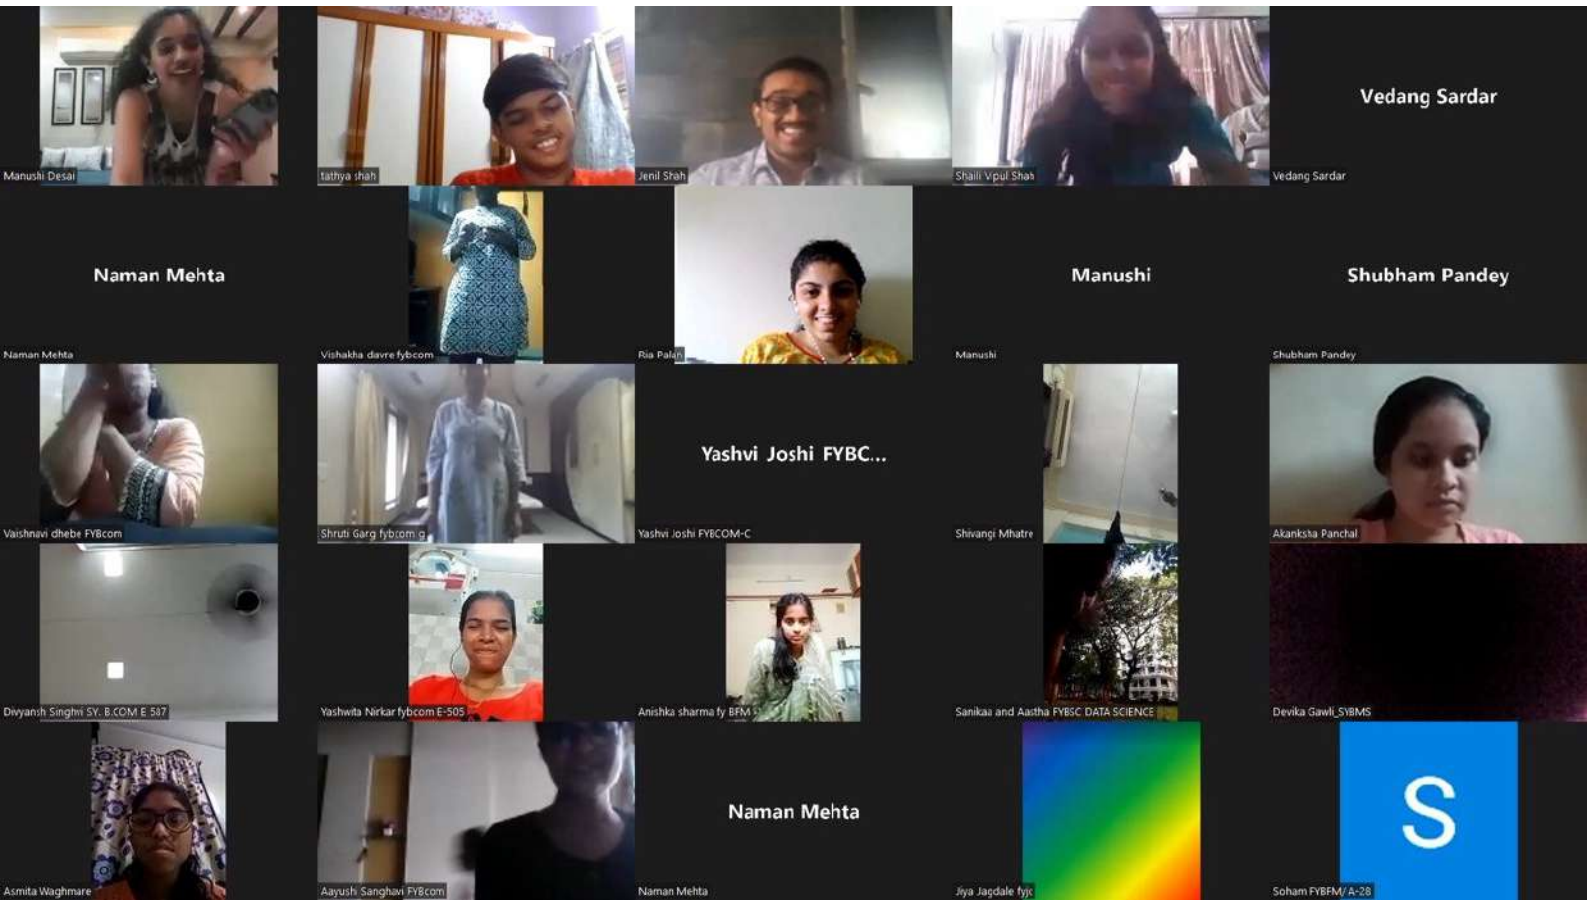 Manushi Desai
tathya shah
Jenil Shah
Shaili Vipul Shah
Vedang Sardar
Vedang Sardar
Naman Mehta
Naman Mehta
Vishakha davre fybcom
Ria Palan
Manushi
Manushi
Shubham Pandey
Shubham Pandey
Vaishnavi dhebe FYBcom
Shruti Garg fybcom g
Yashvi Joshi FYBC...
Yashvi Joshi FYBCOM-C
Shivangi Mhatre
Akanksha Panchal
Divyansh Singhvi SY. B.COM E 587
Yashwita Nirkar fybcom E-505
Anishka sharma fy BFM
Sanikaa and Aastha FYBSC DATA SCIENCE
Devika Gawli_SYBMS
Asmita Waghmare
Aayushi Sanghavi FYBcom
Naman Mehta
Naman Mehta
Jiya Jagdale fyjc
S
Soham FYBFM/ A-28